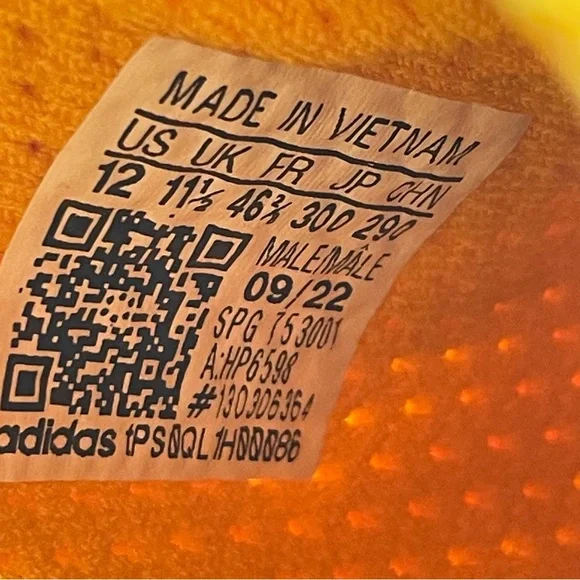 MADE IN VIETNAM
US UK FR JP CHN
12 11½ 46⅔ 300 290
MALE/MÂLE
09/22
SPG 753001
A:HP6598
#130306364
adidas